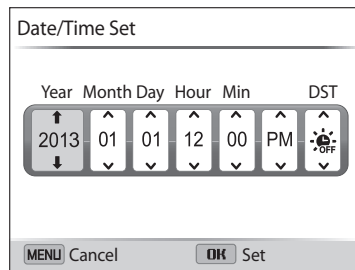 Date/Time Set
Year Month Day Hour Min DST
2013 01 01 12 00 PM OFF
MENU Cancel OK Set